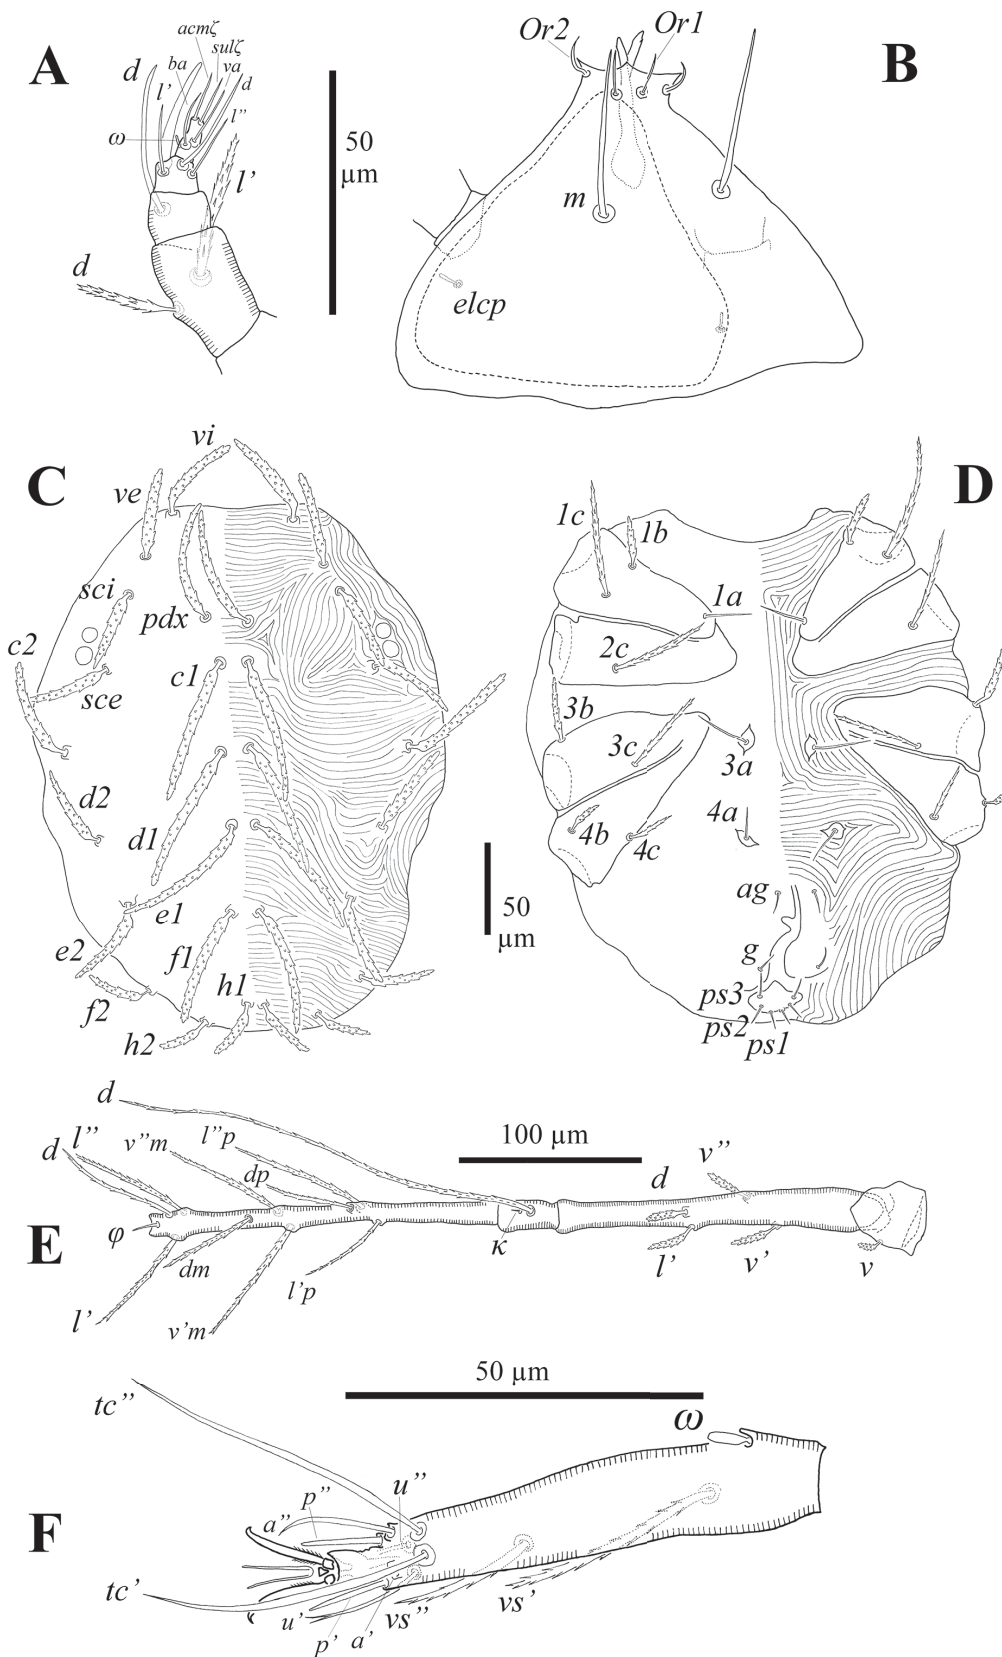 A
acmζ
sulζ
ba
va
d
d
l’
l”
ω
l’
d
50
µm
B
Or2
Or1
m
elcp
C
vi
ve
sci
pdx
c2
sce
c1
d2
d1
e1
e2
f1
f2
h1
h2
50
µm
D
1c
1b
1a
2c
3b
3c
3a
4a
4b
4c
ag
g
ps3
ps2
ps1
E
d
100 µm
d
l”
v”m
l”p
dp
φ
dm
l’
v’m
l’p
κ
d
v”
l’
v’
v
F
50 µm
tc”
ω
u”
p”
a”
tc’
u’
p’
a’
vs”
vs’